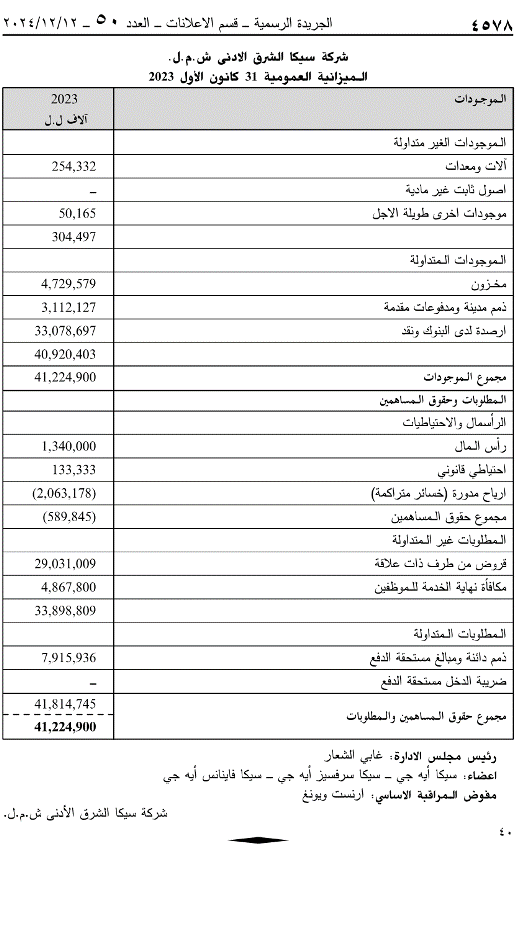 ٤٥٧٨ الجريدة الرسمية – قسم الاعلانات – العدد ٥٠ – ٢٠٢٤/١٢/١٢
شركة سيكا الشرق الادنى ش.م.ل.
الميزانية العمومية 31 كانون الأول 2023
الموجودات 2023
آلاف ل.ل
الموجودات الغير متداولة
آلات ومعدات 254,332
اصول ثابت غير مادية –
موجودات اخرى طويلة الاجل 50,165
304,497
الموجودات المتداولة
مخزون 4,729,579
ذمم مدينة ومدفوعات مقدمة 3,112,127
ارصدة لدى البنوك ونقد 33,078,697
40,920,403
مجموع الموجودات 41,224,900
المطلوبات وحقوق المساهمين
الرأسمال والاحتياطيات
رأس المال 1,340,000
احتياطي قانوني 133,333
ارباح مدورة (خسائر متراكمة) (2,063,178)
مجموع حقوق المساهمين (589,845)
المطلوبات غير المتداولة
قروض من طرف ذات علاقة 29,031,009
مكافأة نهاية الخدمة للموظفين 4,867,800
33,898,809
المطلوبات المتداولة
ذمم دائنة ومبالغ مستحقة الدفع 7,915,936
ضريبة الدخل مستحقة الدفع –
41,814,745
مجموع حقوق المساهمين والمطلوبات 41,224,900
رئيس مجلس الادارة: غابي الشعار
اعضاء: سيكا أيه جي – سيكا سرفسيز أيه جي – سيكا فاينانس أيه جي
مفوض المراقبة الاساسي: أرنست ويونغ
شركة سيكا الشرق الأدنى ش.م.ل.
٤٠